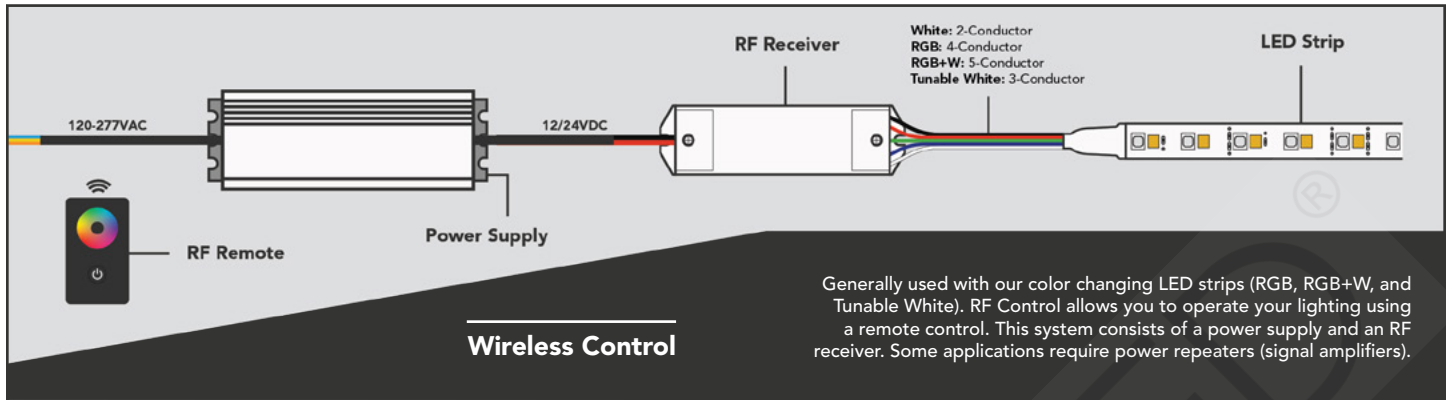 White: 2-Conductor
RGB: 4-Conductor
RGB+W: 5-Conductor
Tunable White: 3-Conductor
RF Receiver
LED Strip
120-277VAC
12/24VDC
Power Supply
RF Remote
®
Wireless Control
Generally used with our color changing LED strips (RGB, RGB+W, and
Tunable White). RF Control allows you to operate your lighting using
a remote control. This system consists of a power supply and an RF
receiver. Some applications require power repeaters (signal amplifiers).